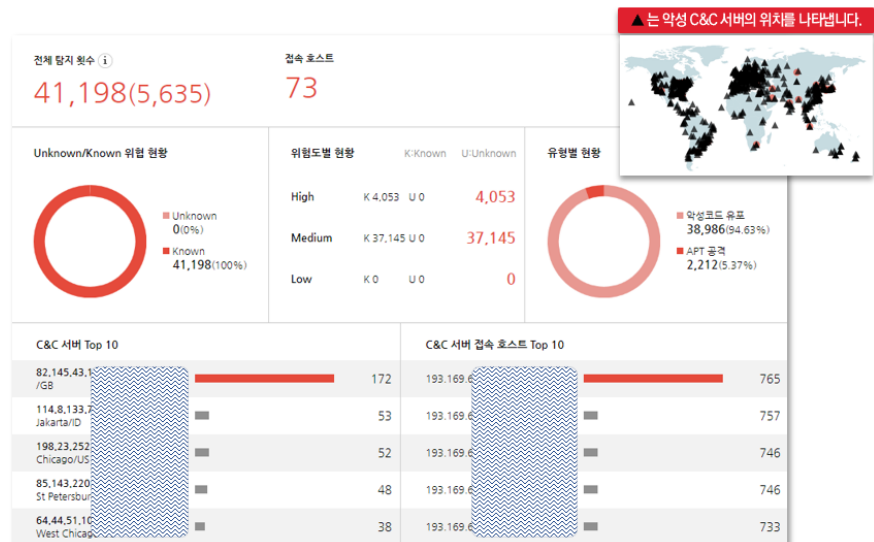 ▲ 는 악성 C&C 서버의 위치를 나타냅니다.
전체 탐지 횟수 i
41,198(5,635)
접속 호스트
73
Unknown/Known 위협 현황
Unknown
0(0%)
Known
41,198(100%)
위험도별 현황 K:Known U:Unknown
High K 4,053 U 0 4,053
Medium K 37,145 U 0 37,145
Low K 0 U 0 0
유형별 현황
악성코드 유포
38,986(94.63%)
APT 공격
2,212(5.37%)
C&C 서버 Top 10
82,145,43,1 172
/GB
114,8,133,7 53
Jakarta/ID
198,23,252 52
Chicago/US
85,143,220 48
St Petersbur
64,44,51,10 38
West Chicag
C&C 서버 접속 호스트 Top 10
193.169.6 765
193.169.6 757
193.169.6 746
193.169.6 746
193.169.6 733